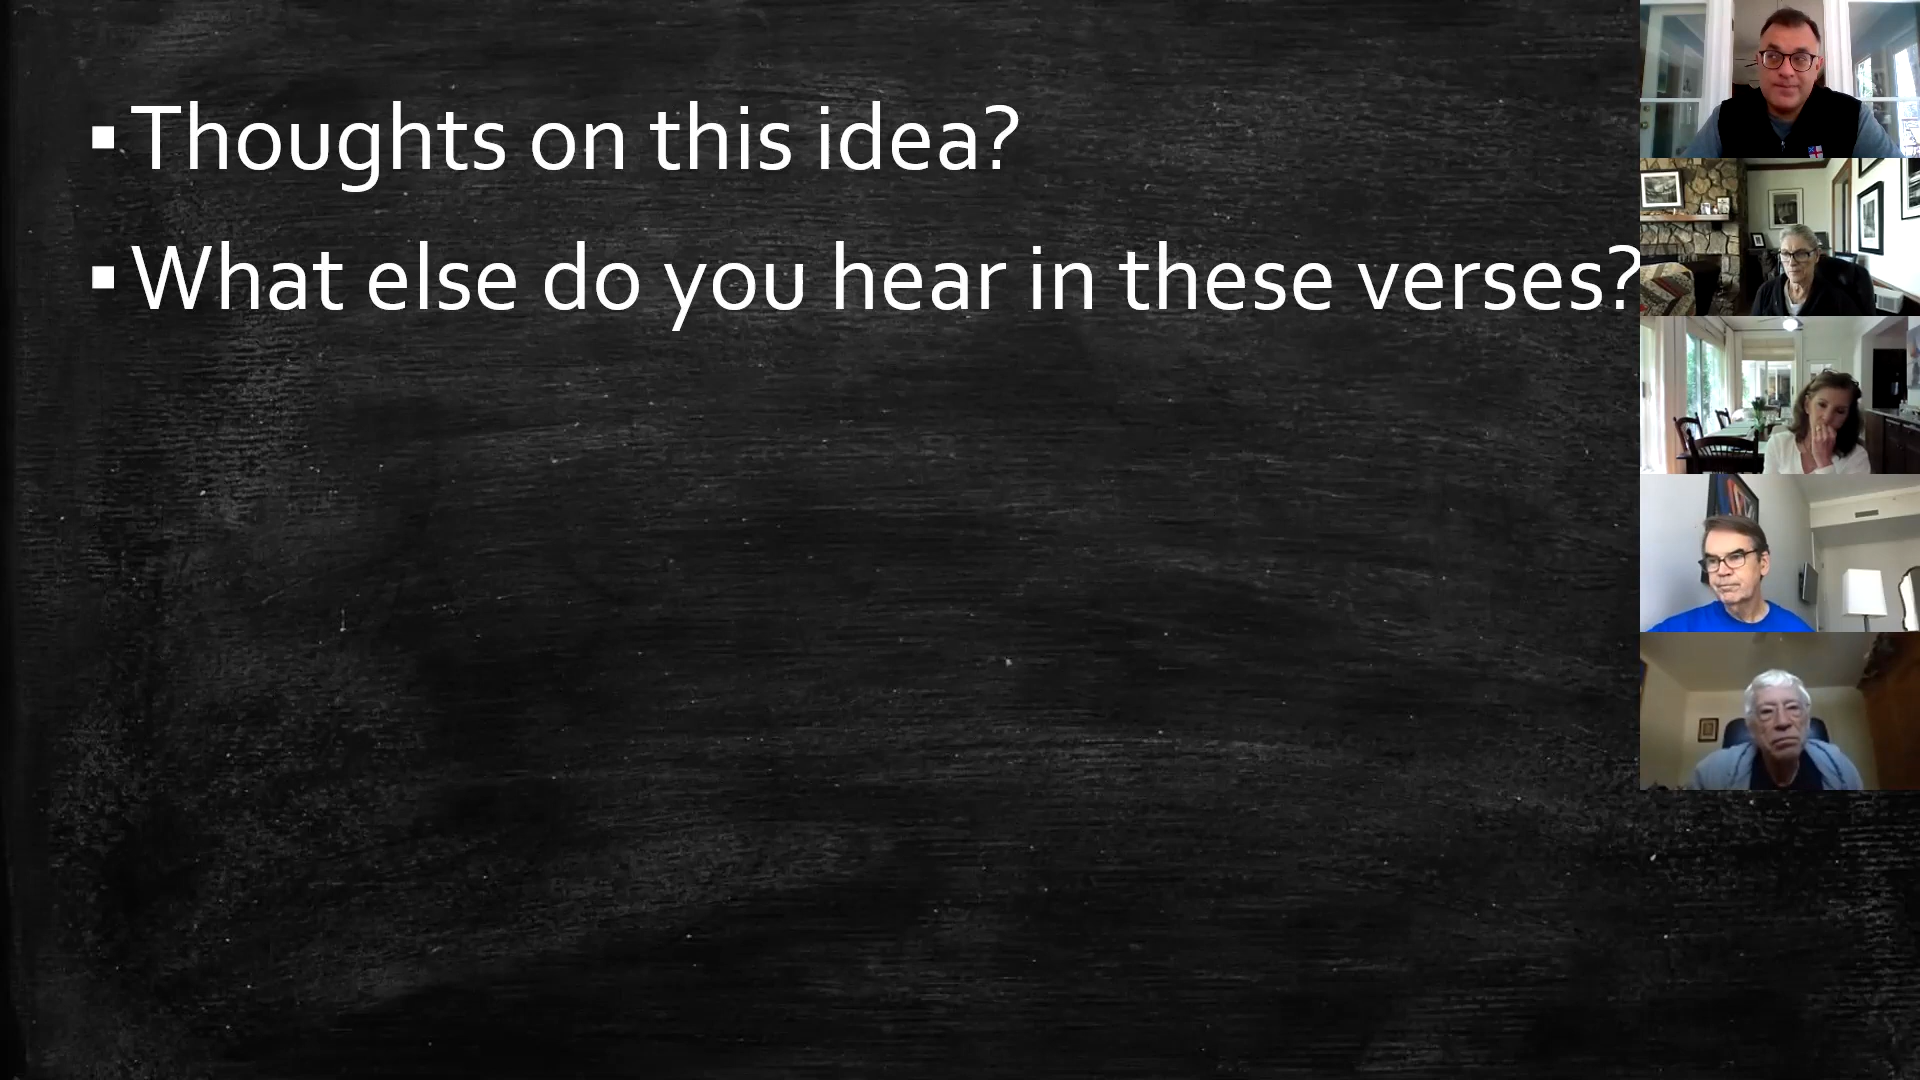 ▪ Thoughts on this idea?
▪ What else do you hear in these verses?